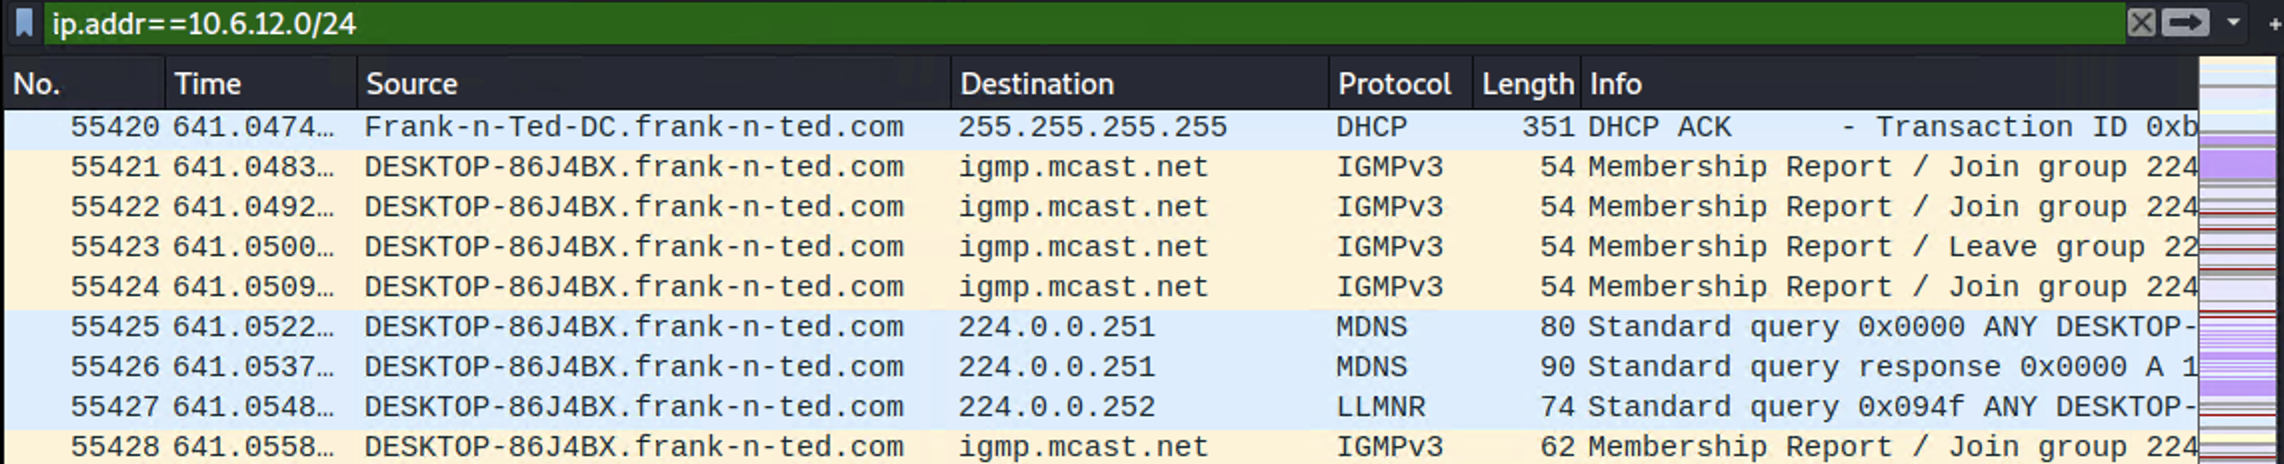 ip.addr==10.6.12.0/24
No. Time Source Destination Protocol Length Info
55420 641.0474… Frank-n-Ted-DC.frank-n-ted.com 255.255.255.255 DHCP 351 DHCP ACK - Transaction ID 0xb
55421 641.0483… DESKTOP-86J4BX.frank-n-ted.com igmp.mcast.net IGMPv3 54 Membership Report / Join group 224
55422 641.0492… DESKTOP-86J4BX.frank-n-ted.com igmp.mcast.net IGMPv3 54 Membership Report / Join group 224
55423 641.0500… DESKTOP-86J4BX.frank-n-ted.com igmp.mcast.net IGMPv3 54 Membership Report / Leave group 22
55424 641.0509… DESKTOP-86J4BX.frank-n-ted.com igmp.mcast.net IGMPv3 54 Membership Report / Join group 224
55425 641.0522… DESKTOP-86J4BX.frank-n-ted.com 224.0.0.251 MDNS 80 Standard query 0x0000 ANY DESKTOP-
55426 641.0537… DESKTOP-86J4BX.frank-n-ted.com 224.0.0.251 MDNS 90 Standard query response 0x0000 A 1
55427 641.0548… DESKTOP-86J4BX.frank-n-ted.com 224.0.0.252 LLMNR 74 Standard query 0x094f ANY DESKTOP-
55428 641.0558… DESKTOP-86J4BX.frank-n-ted.com igmp.mcast.net IGMPv3 62 Membership Report / Join group 224